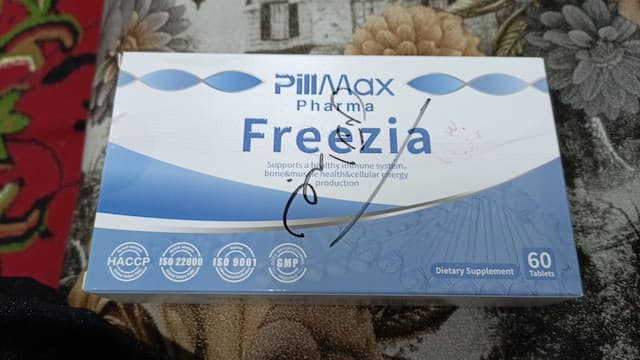 PillMax
Pharma
Freezia
Supports a healthy immune system,
bone&muscle health&cellular energy
production
HACCP
ISO 22000
ISO 9001
GMP
Dietary Supplement
60
Tablets